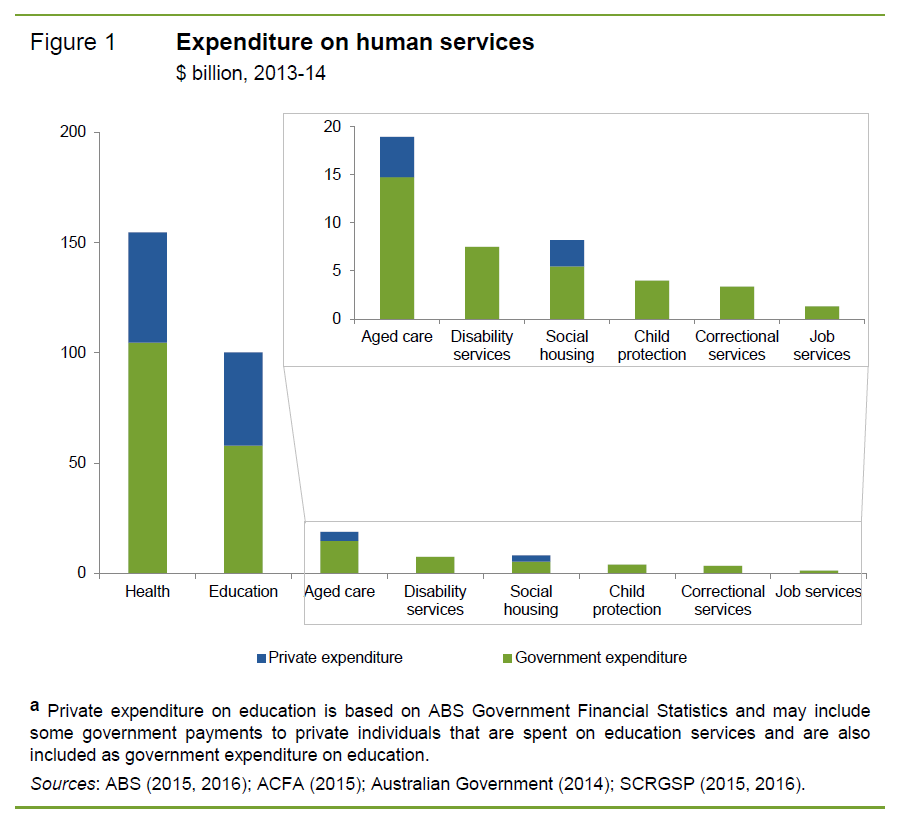 Figure 1 Expenditure on human services
$ billion, 2013-14
200
150
100
50
0
20
15
10
5
0
Aged care Disability services Social housing Child protection Correctional services Job services
Health Education Aged care Disability services Social housing Child protection Correctional services Job services
Private expenditure Government expenditure
a Private expenditure on education is based on ABS Government Financial Statistics and may include
some government payments to private individuals that are spent on education services and are also
included as government expenditure on education.
Sources: ABS (2015, 2016); ACFA (2015); Australian Government (2014); SCRGSP (2015, 2016).